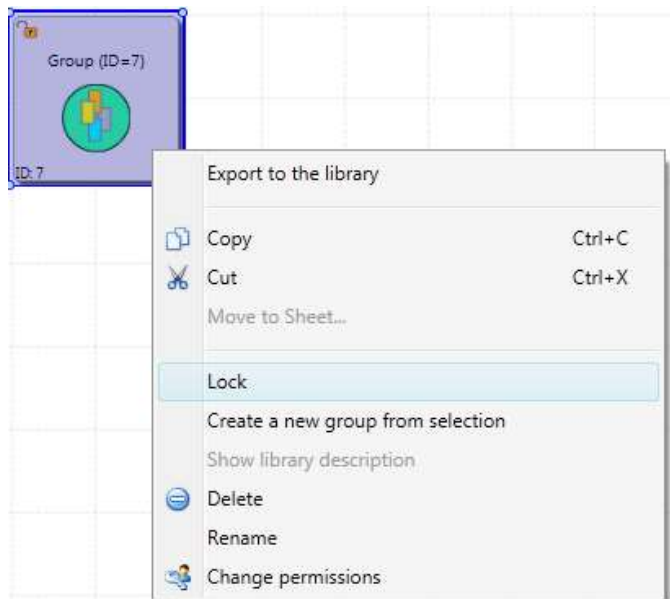 Group (ID=7)
ID: 7
Export to the library
Copy Ctrl+C
Cut Ctrl+X
Move to Sheet...
Lock
Create a new group from selection
Show library description
Delete
Rename
Change permissions